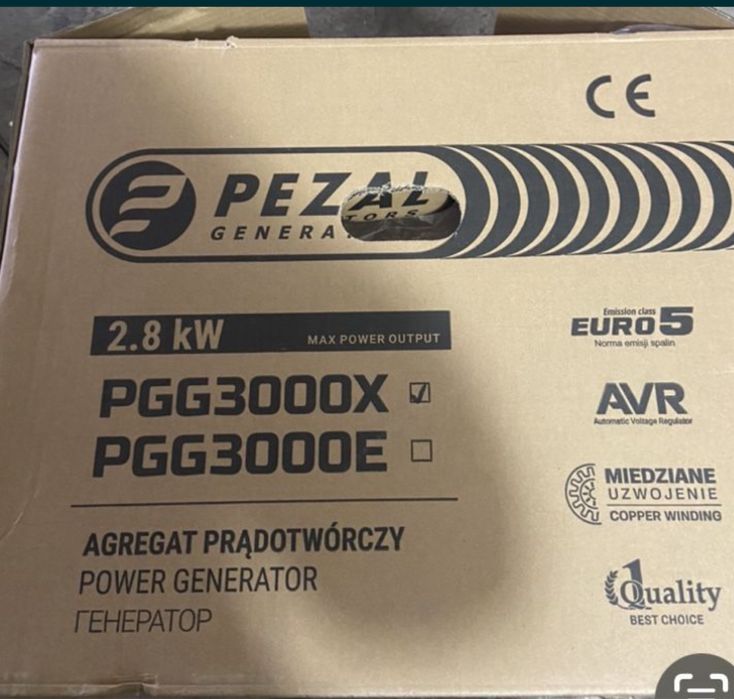 CE
PEZAL
GENERATORS
2.8 kW MAX POWER OUTPUT
PGG3000X
PGG3000E
AGREGAT PRĄDOTWÓRCZY
POWER GENERATOR
ГЕНЕРАТОР
Emission class
EURO 5
Norma emisji spalin
AVR
Automatic Voltage Regulator
MIEDZIANE
UZWOJENIE
COPPER WINDING
1
Quality
BEST CHOICE